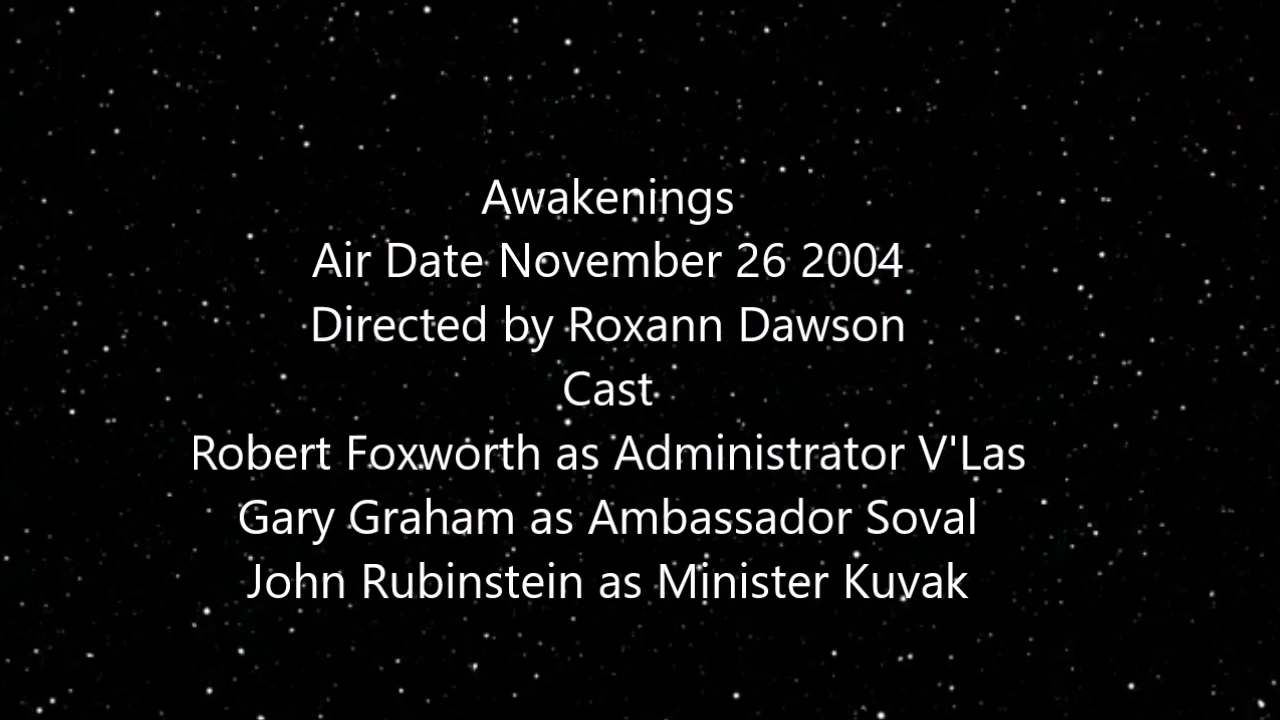 Awakenings
Air Date November 26 2004
Directed by Roxann Dawson
Cast
Robert Foxworth as Administrator V'Las
Gary Graham as Ambassador Soval
John Rubinstein as Minister Kuvak